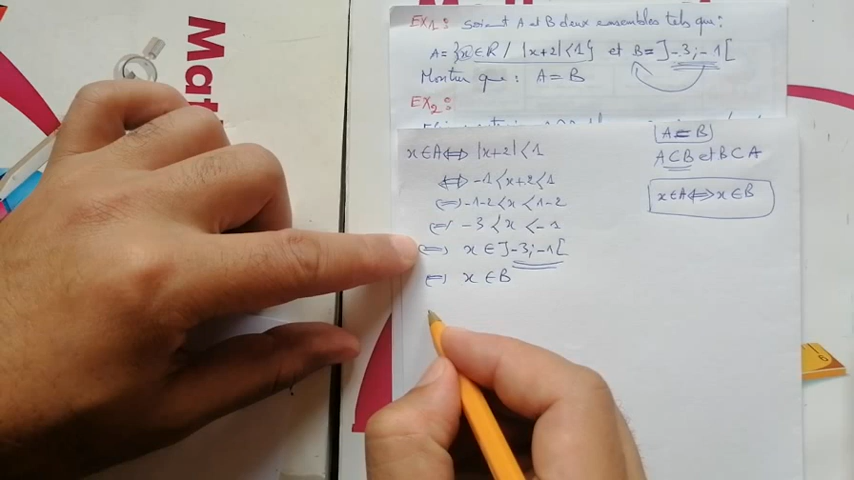 Mat
EX1: soient A et B deux ensembles tels que:
A={x∈R / |x+2|<1} et B=]-3;-1[
Montrer que: A=B
EX2:
x∈A⇔ |x+2|<1
⇔ -1<x+2<1
⇔ -1-2<x<1-2
⇔ -3<x<-1
⇔ x∈]-3;-1[
⇔ x∈B
A=B
A⊂B et B⊂A
x∈A⇔x∈B